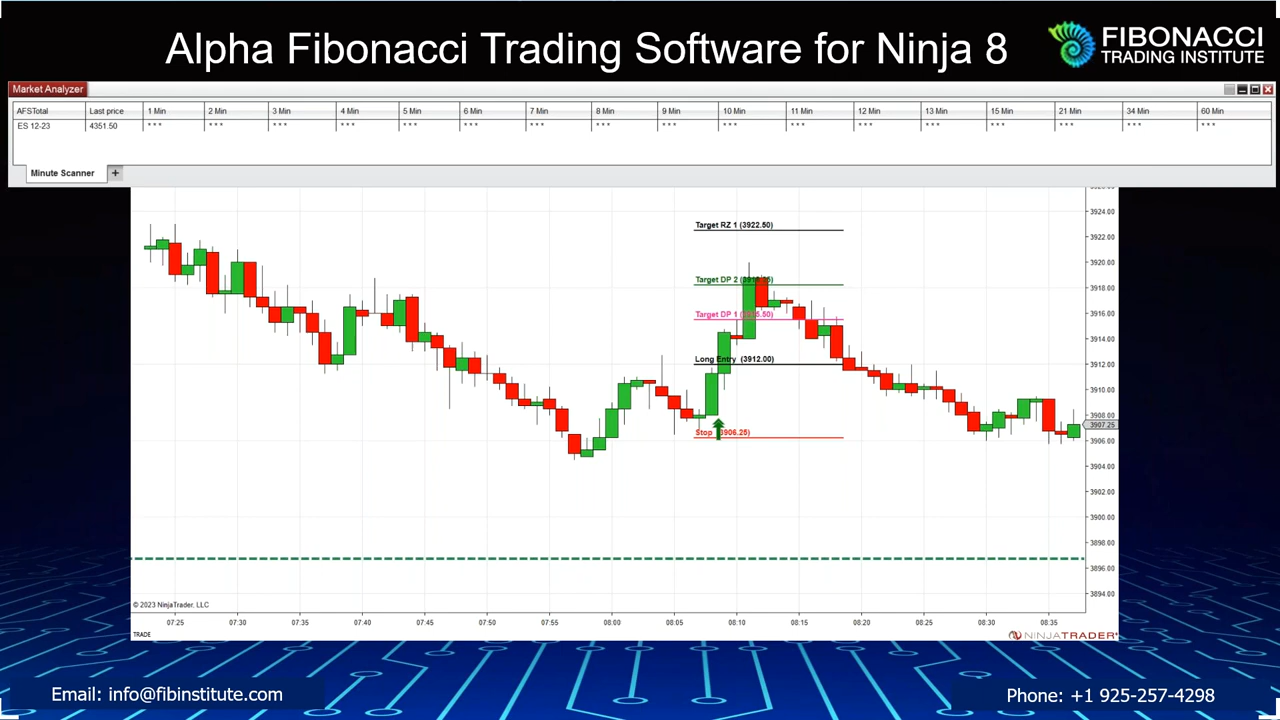 Alpha Fibonacci Trading Software for Ninja 8
FIBONACCI
TRADING INSTITUTE
Market Analyzer
AFSTotal Last price 1 Min 2 Min 3 Min 4 Min 5 Min 6 Min 7 Min 8 Min 9 Min 10 Min 11 Min 12 Min 13 Min 15 Min 21 Min 34 Min 60 Min
ES 12-23 4351.50 *** *** *** *** *** *** *** *** *** *** *** *** *** *** *** *** ***
Minute Scanner +
3924.00
Target RZ 1 (3922.50)
3922.00
3920.00
Target DP 2
3918.00
Target DP 1
3916.00
3914.00
Long Entry (3912.00)
3912.00
3910.00
3908.00
3907.25
Stop (3906.25)
3906.00
3904.00
3902.00
3900.00
3898.00
3896.00
3894.00
© 2023 NinjaTrader, LLC
07:25 07:30 07:35 07:40 07:45 07:50 07:55 08:00 08:05 08:10 08:15 08:20 08:25 08:30 08:35
TRADE
NINJATRADER
Email: info@fibinstitute.com
Phone: +1 925-257-4298